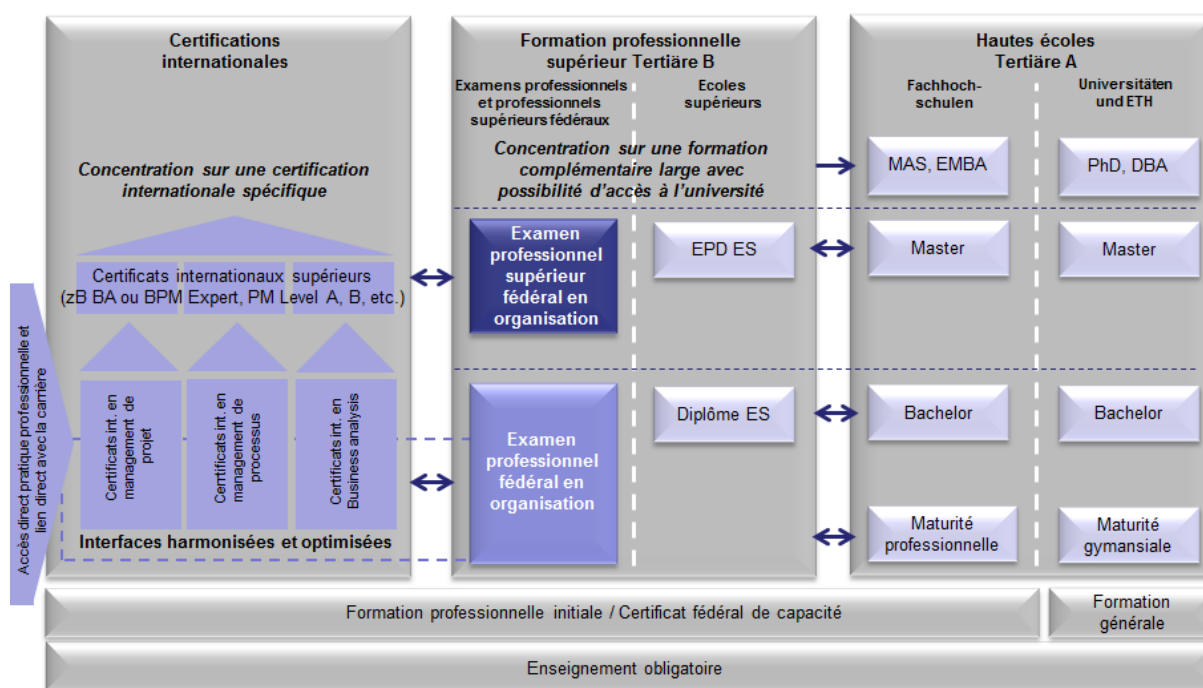 Certifications
internationales
Concentration sur une certification
internationale spécifique
Certificats internationaux supérieurs
(zB BA ou BPM Expert, PM Level A, B, etc.)
Accès direct pratique professionnelle et
lien direct avec la carrière
Certificats int. en
management de
projet
Cerrtificats int. en
management de
processus
Certificats int. en
Business analysis
Interfaces harmonisées et optimisées
Formation professionnelle
supérieur Tertiäre B
Examens professionnels
et professionnels
supérieurs fédéraux
Ecoles
supérieurs
Concentration sur une formation
complémentaire large avec
possibilité d'accès à l'université
Examen
professionnel
supérieur
fédéral en
organisation
EPD ES
Examen
professionnel
fédéral en
organisation
Diplôme ES
Hautes écoles
Tertiäre A
Fachhoch-
schulen
Universitäten
und ETH
MAS, EMBA
PhD, DBA
Master
Master
Bachelor
Bachelor
Maturité
professionnelle
Maturité
gymansiale
Formation professionnelle initiale / Certificat fédéral de capacité
Formation
générale
Enseignement obligatoire